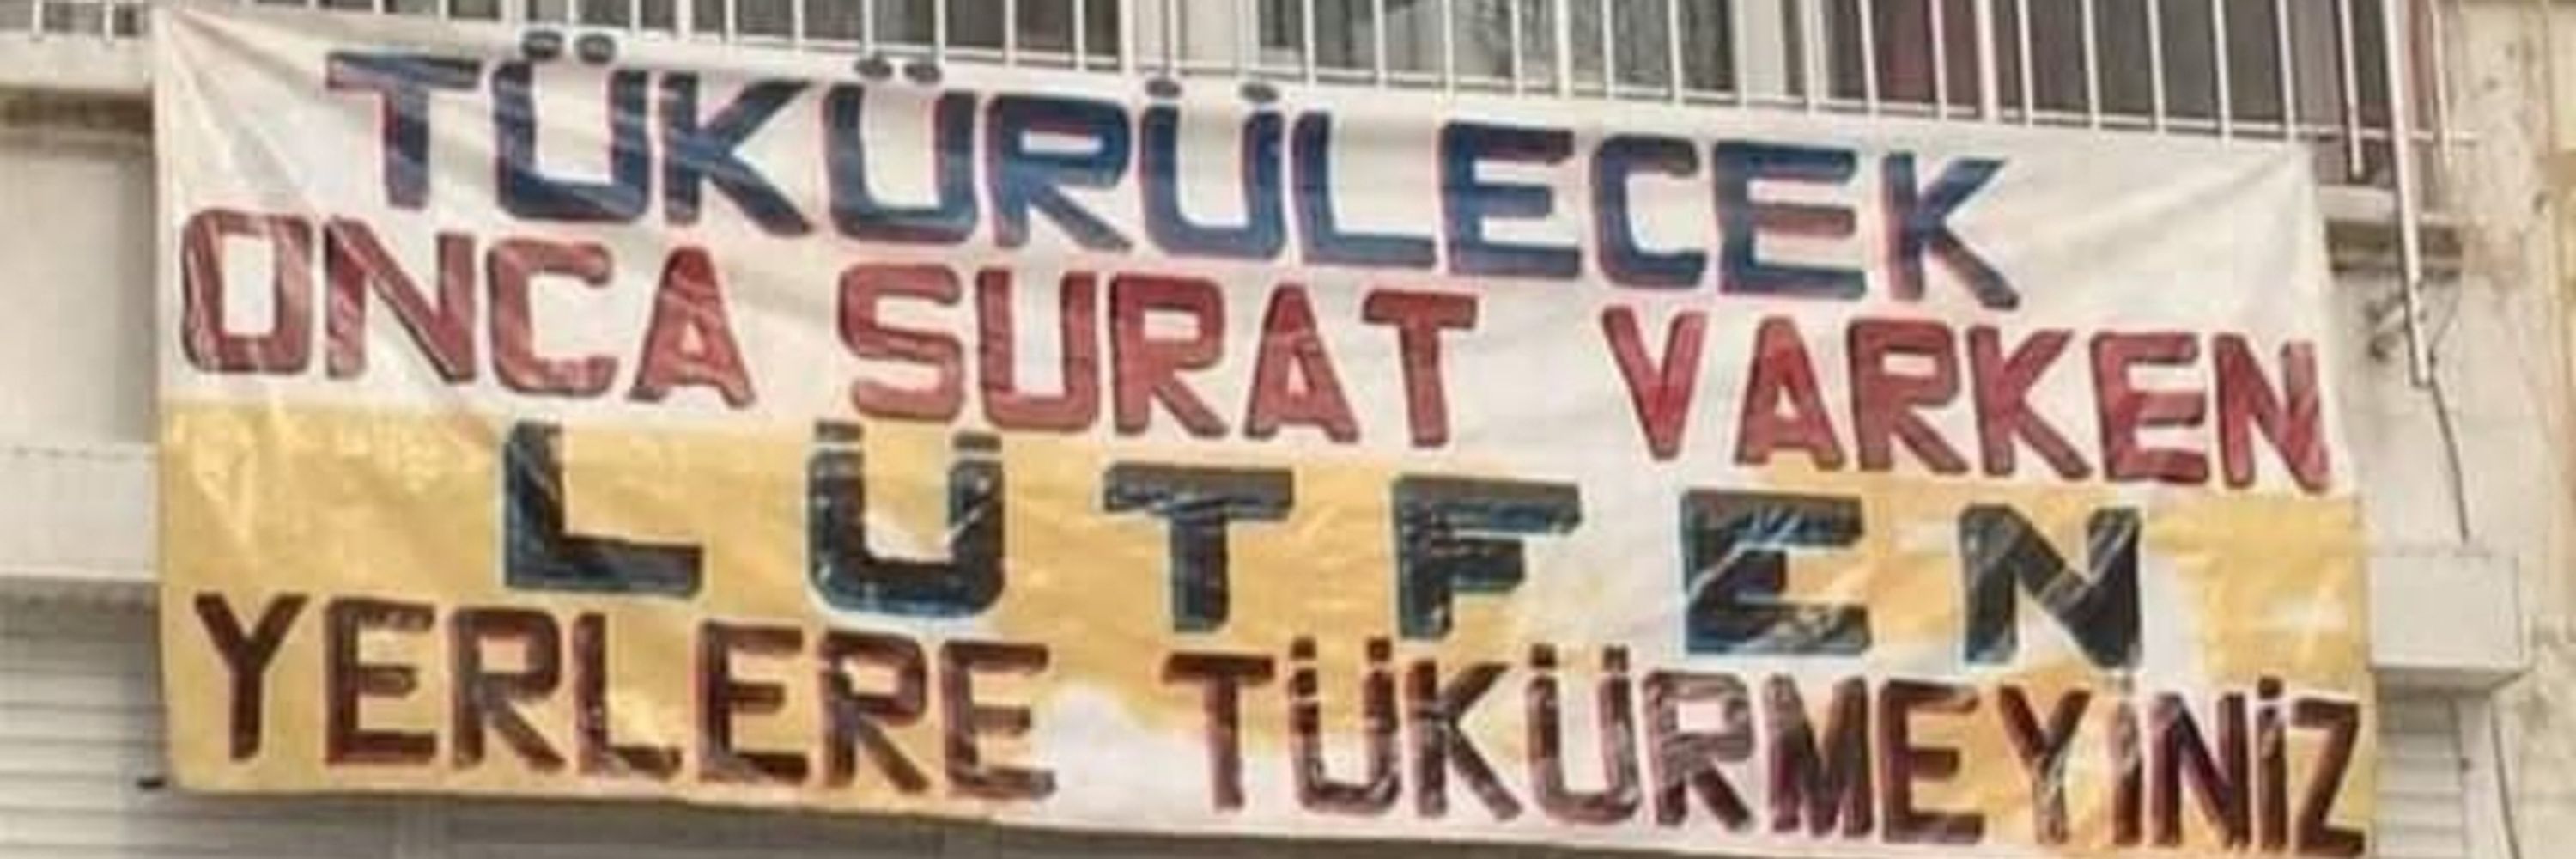 TÜKÜRÜLECEK
ONCA SURAT VARKEN
LÜTFEN
YERLERE TÜKÜRMEYİNİZ